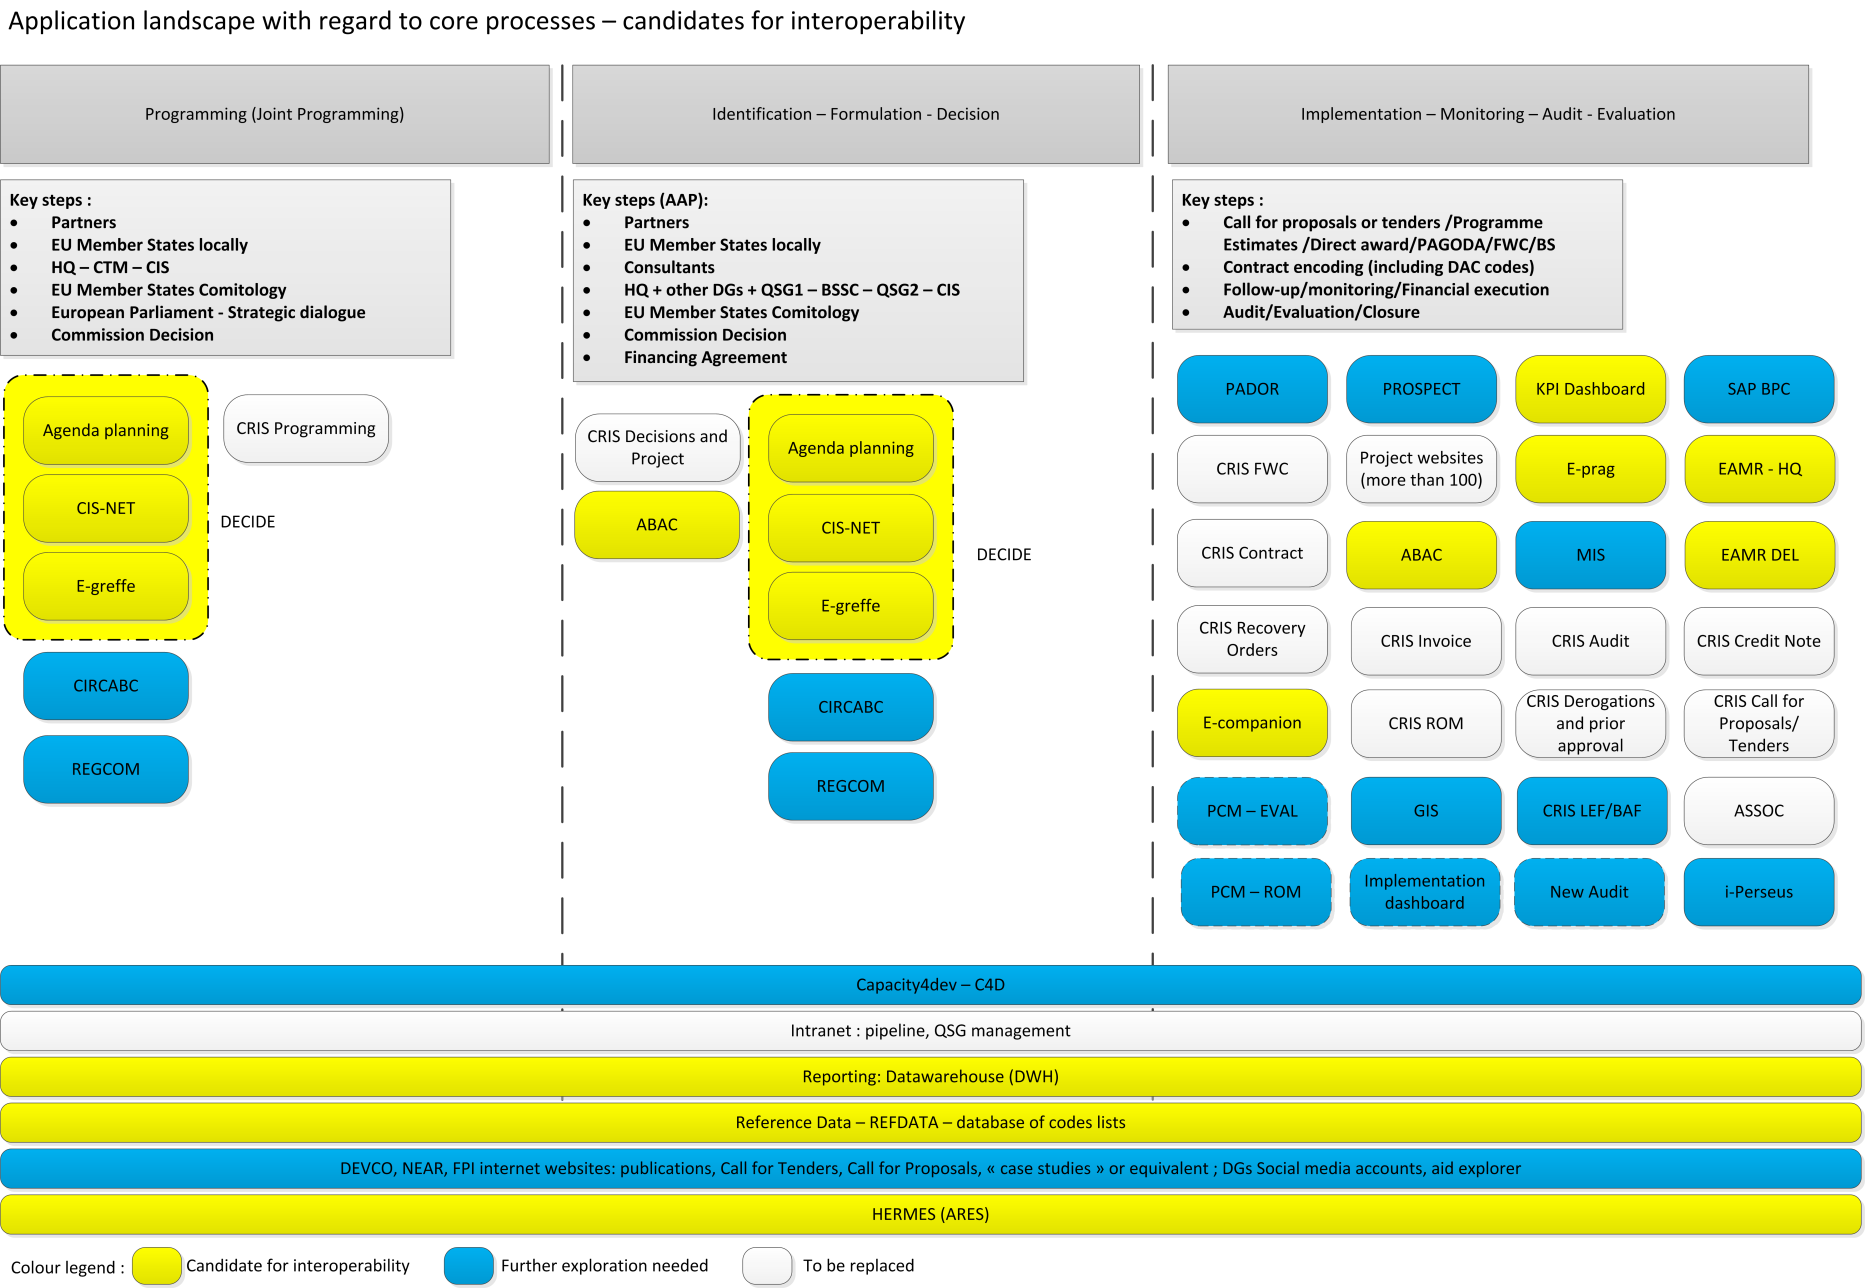 Application landscape with regard to core processes – candidates for interoperability
Programming (Joint Programming)
Identification – Formulation - Decision
Implementation – Monitoring – Audit - Evaluation
Key steps :
• Partners
• EU Member States locally
• HQ – CTM – CIS
• EU Member States Comitology
• European Parliament - Strategic dialogue
• Commission Decision
Key steps (AAP):
• Partners
• EU Member States locally
• Consultants
• HQ + other DGs + QSG1 – BSSC – QSG2 – CIS
• EU Member States Comitology
• Commission Decision
• Financing Agreement
Key steps :
• Call for proposals or tenders /Programme
Estimates /Direct award/PAGODA/FWC/BS
• Contract encoding (including DAC codes)
• Follow-up/monitoring/Financial execution
• Audit/Evaluation/Closure
Agenda planning
CIS-NET
E-greffe
CRIS Programming
DECIDE
CIRCABC
REGCOM
CRIS Decisions and
Project
ABAC
Agenda planning
CIS-NET
E-greffe
DECIDE
CIRCABC
REGCOM
PADOR
PROSPECT
KPI Dashboard
SAP BPC
CRIS FWC
Project websites
(more than 100)
E-prag
EAMR - HQ
CRIS Contract
ABAC
MIS
EAMR DEL
CRIS Recovery
Orders
CRIS Invoice
CRIS Audit
CRIS Credit Note
E-companion
CRIS ROM
CRIS Derogations
and prior
approval
CRIS Call for
Proposals/
Tenders
PCM – EVAL
GIS
CRIS LEF/BAF
ASSOC
PCM – ROM
Implementation
dashboard
New Audit
i-Perseus
Capacity4dev – C4D
Intranet : pipeline, QSG management
Reporting: Datawarehouse (DWH)
Reference Data – REFDATA – database of codes lists
DEVCO, NEAR, FPI internet websites: publications, Call for Tenders, Call for Proposals, « case studies » or equivalent ; DGs Social media accounts, aid explorer
HERMES (ARES)
Colour legend :
Candidate for interoperability
Further exploration needed
To be replaced